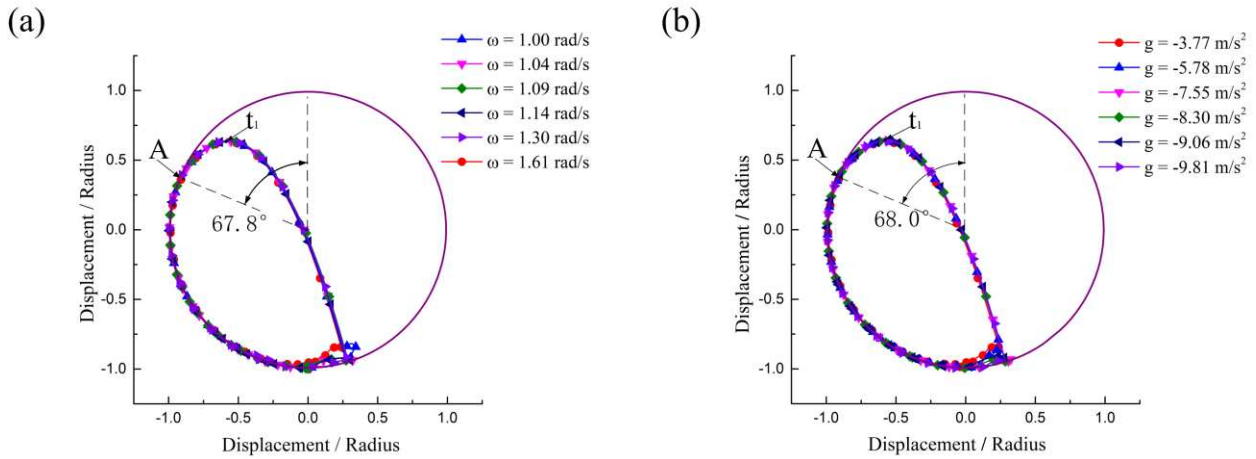 (a)
ω = 1.00 rad/s
ω = 1.04 rad/s
ω = 1.09 rad/s
ω = 1.14 rad/s
ω = 1.30 rad/s
ω = 1.61 rad/s
1.0
0.5
0.0
-0.5
-1.0
Displacement / Radius
A
t₁
67.8°
-1.0 -0.5 0.0 0.5 1.0
Displacement / Radius
(b)
g = -3.77 m/s²
g = -5.78 m/s²
g = -7.55 m/s²
g = -8.30 m/s²
g = -9.06 m/s²
g = -9.81 m/s²
1.0
0.5
0.0
-0.5
-1.0
Displacement / Radius
A
t₁
68.0°
-1.0 -0.5 0.0 0.5 1.0
Displacement / Radius